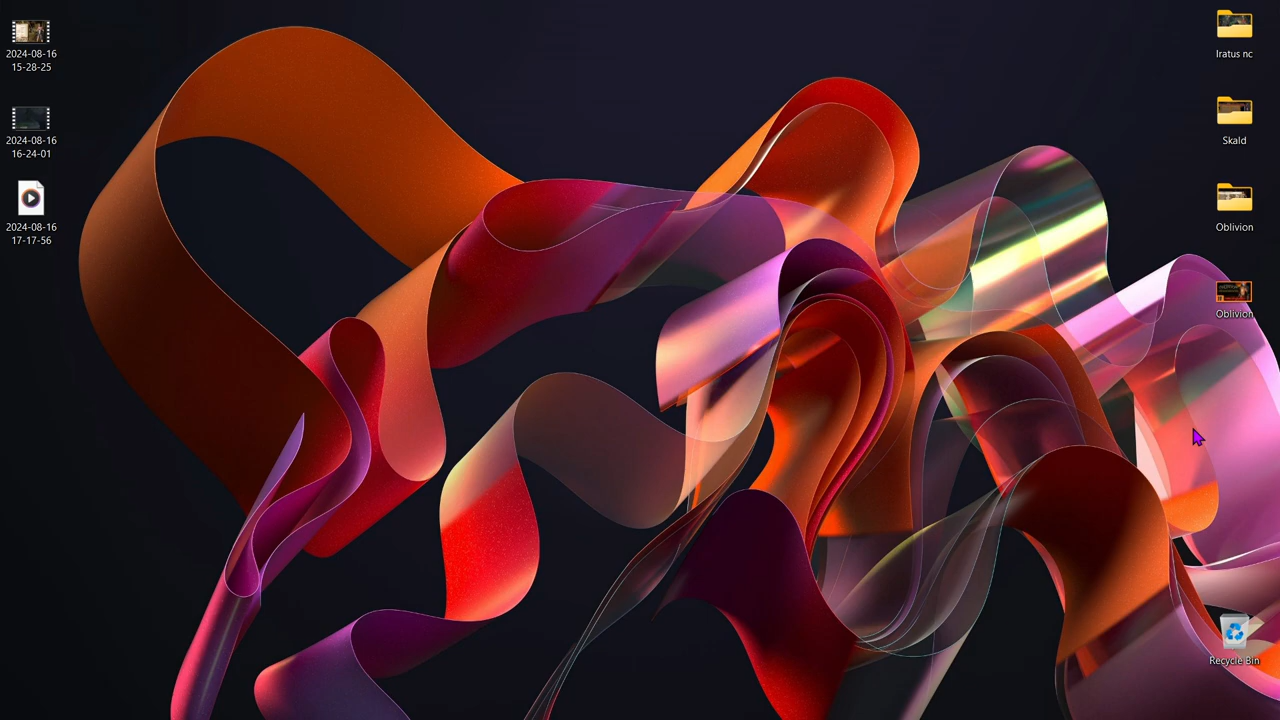 2024-08-16
15-28-25
2024-08-16
16-24-01
2024-08-16
17-17-56
Iratus nc
Skald
Oblivion
Oblivion
Recycle Bin